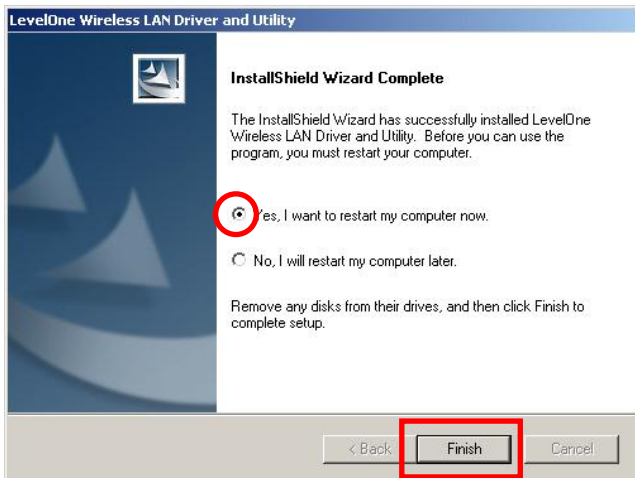 LevelOne Wireless LAN Driver and Utility
InstallShield Wizard Complete
The InstallShield Wizard has successfully installed LevelOne
Wireless LAN Driver and Utility.  Before you can use the
program, you must restart your computer.
Yes, I want to restart my computer now.
No, I will restart my computer later.
Remove any disks from their drives, and then click Finish to
complete setup.
< Back
Finish
Cancel